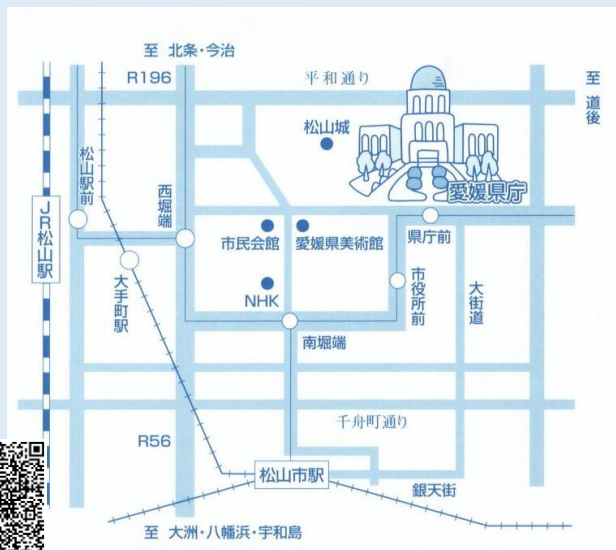 至 北条・今治
R196
平和通り
至 道後
松山城
松山駅前
西堀端
愛媛県庁
JR松山駅
市民会館
愛媛県美術館
県庁前
大手町駅
NHK
市役所前
大街道
南堀端
千舟町通り
R56
松山市駅
銀天街
至 大洲・八幡浜・宇和島